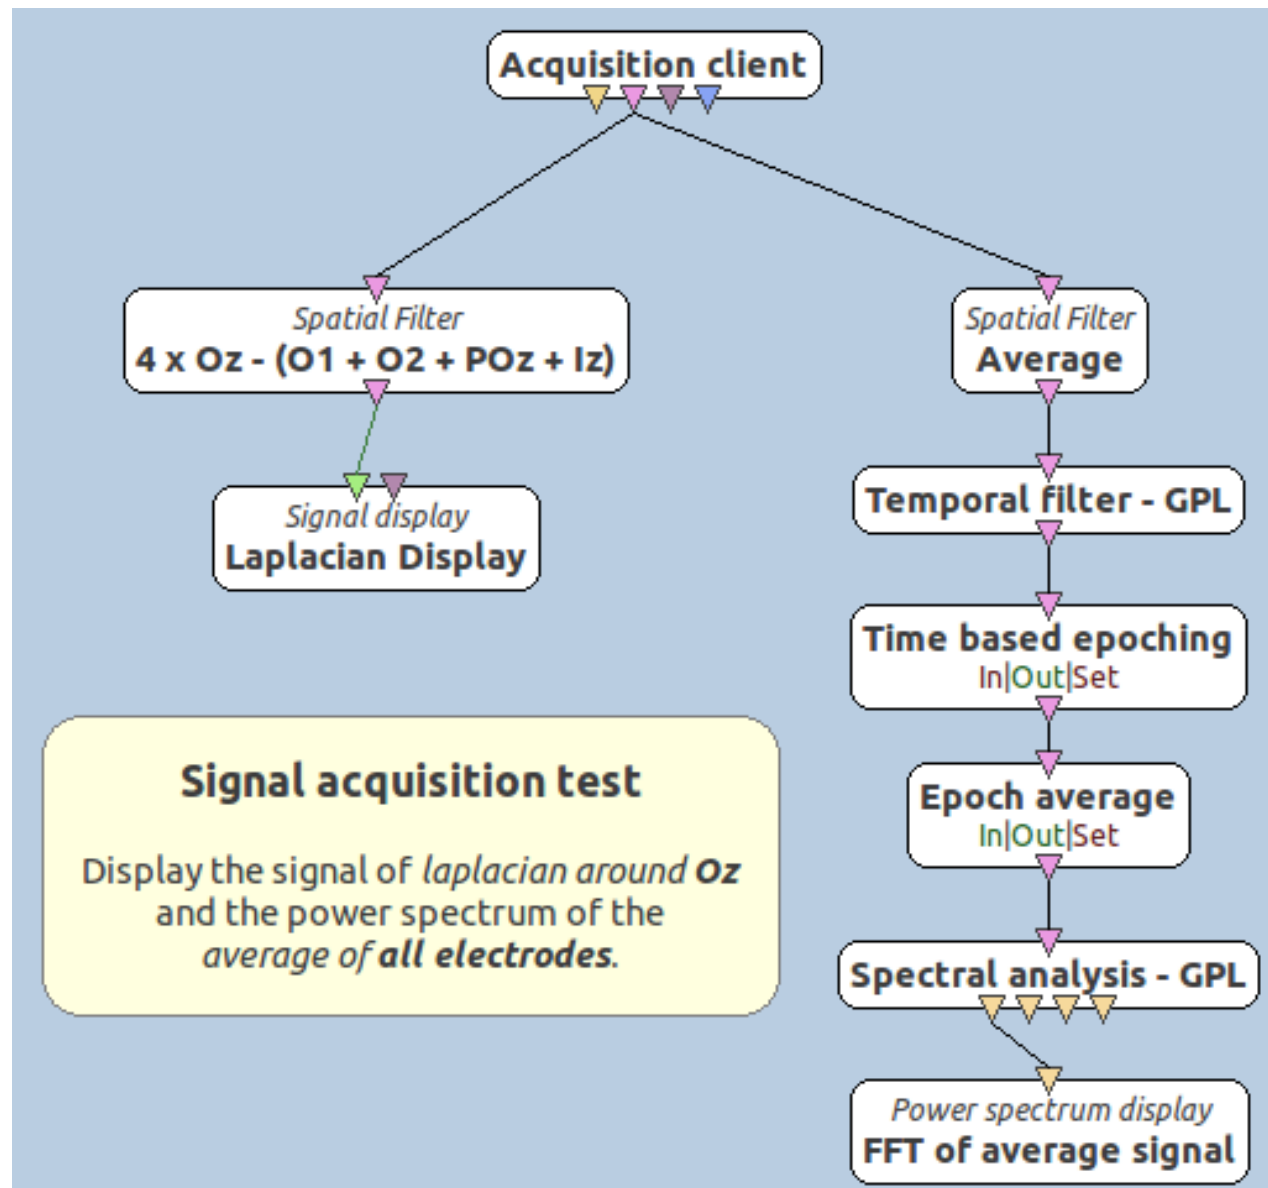 Acquisition client
Spatial Filter
4 x Oz - (O1 + O2 + POz + Iz)
Signal display
Laplacian Display
Signal acquisition test
Display the signal of laplacian around Oz
and the power spectrum of the
average of all electrodes.
Spatial Filter
Average
Temporal filter - GPL
Time based epoching
In|Out|Set
Epoch average
In|Out|Set
Spectral analysis - GPL
Power spectrum display
FFT of average signal